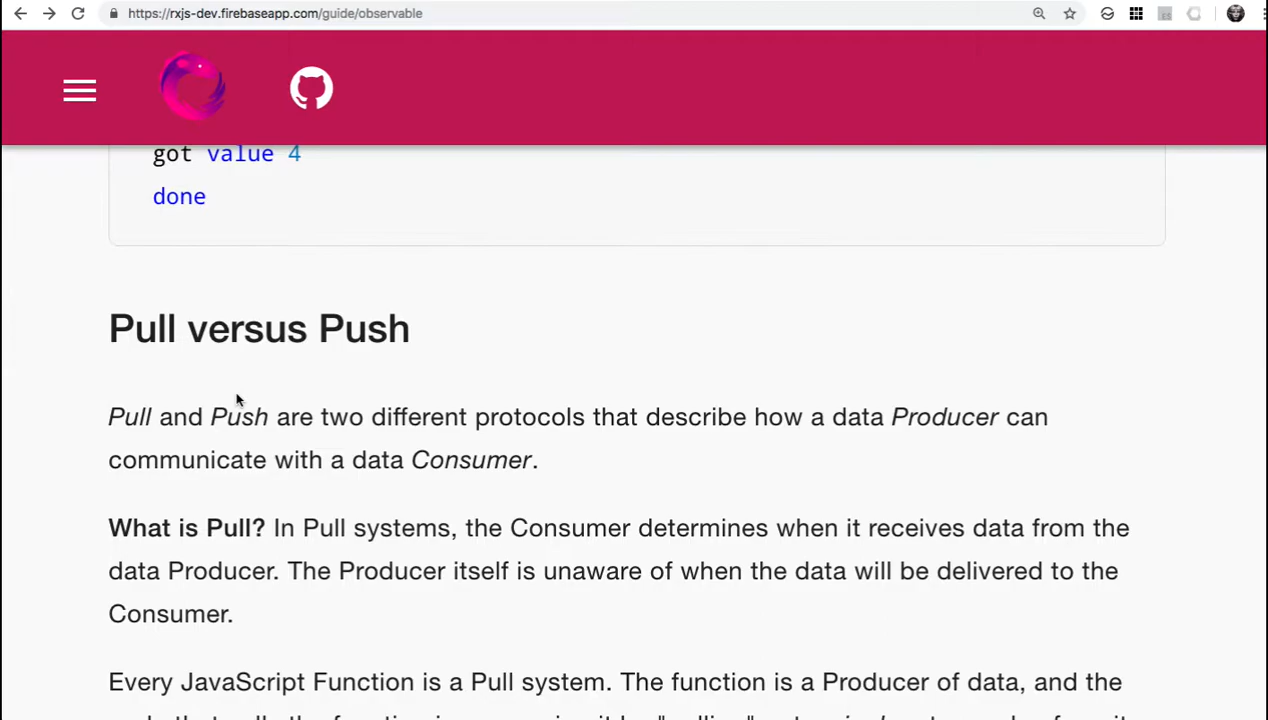 https://rxjs-dev.firebaseapp.com/guide/observable
got value 4
done
Pull versus Push
Pull and Push are two different protocols that describe how a data Producer can
communicate with a data Consumer.
What is Pull? In Pull systems, the Consumer determines when it receives data from the
data Producer. The Producer itself is unaware of when the data will be delivered to the
Consumer.
Every JavaScript Function is a Pull system. The function is a Producer of data, and the